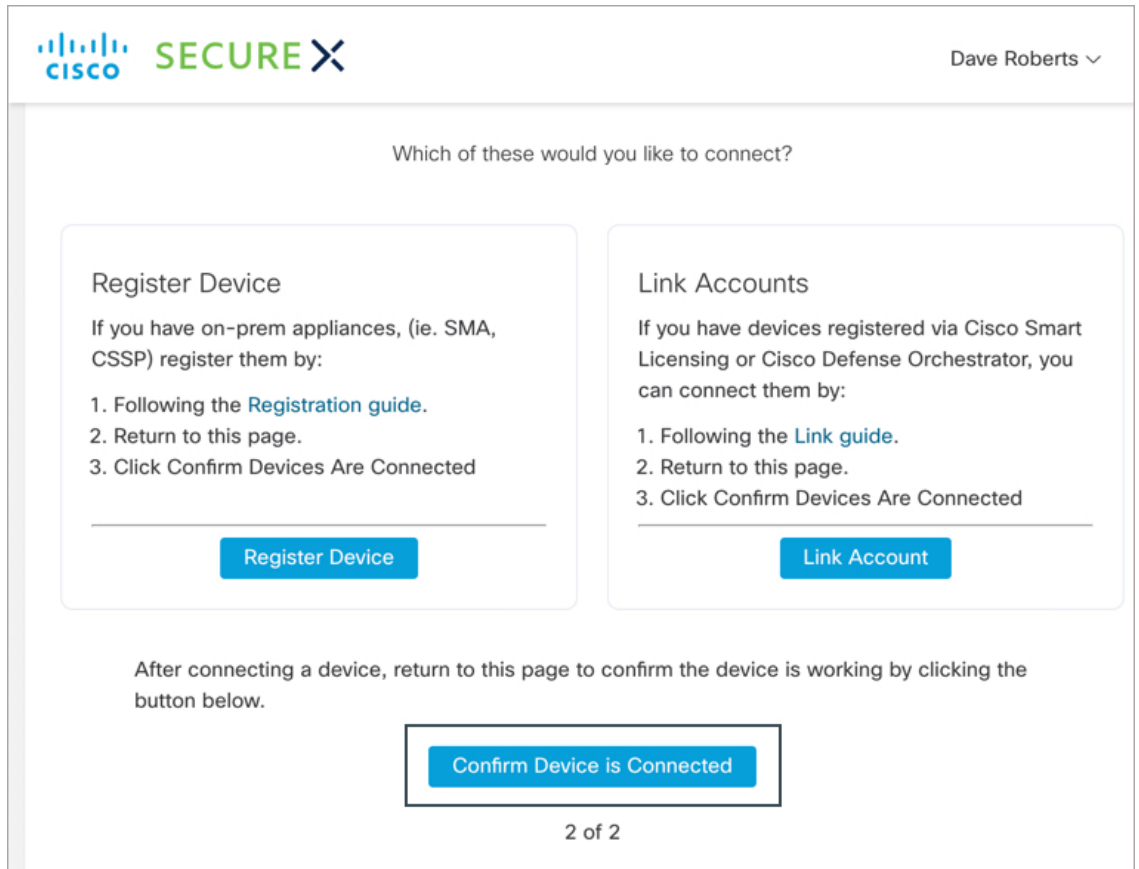 CISCO SECURE X
Dave Roberts
Which of these would you like to connect?
Register Device
If you have on-prem appliances, (ie. SMA,
CSSP) register them by:
1. Following the Registration guide.
2. Return to this page.
3. Click Confirm Devices Are Connected
Register Device
Link Accounts
If you have devices registered via Cisco Smart
Licensing or Cisco Defense Orchestrator, you
can connect them by:
1. Following the Link guide.
2. Return to this page.
3. Click Confirm Devices Are Connected
Link Account
After connecting a device, return to this page to confirm the device is working by clicking the
button below.
Confirm Device is Connected
2 of 2